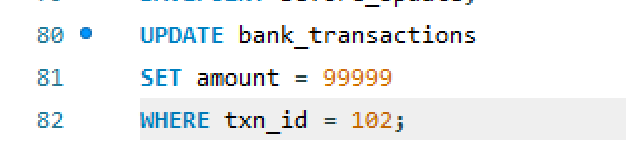 80 UPDATE bank_transactions
81 SET amount = 99999
82 WHERE txn_id = 102;